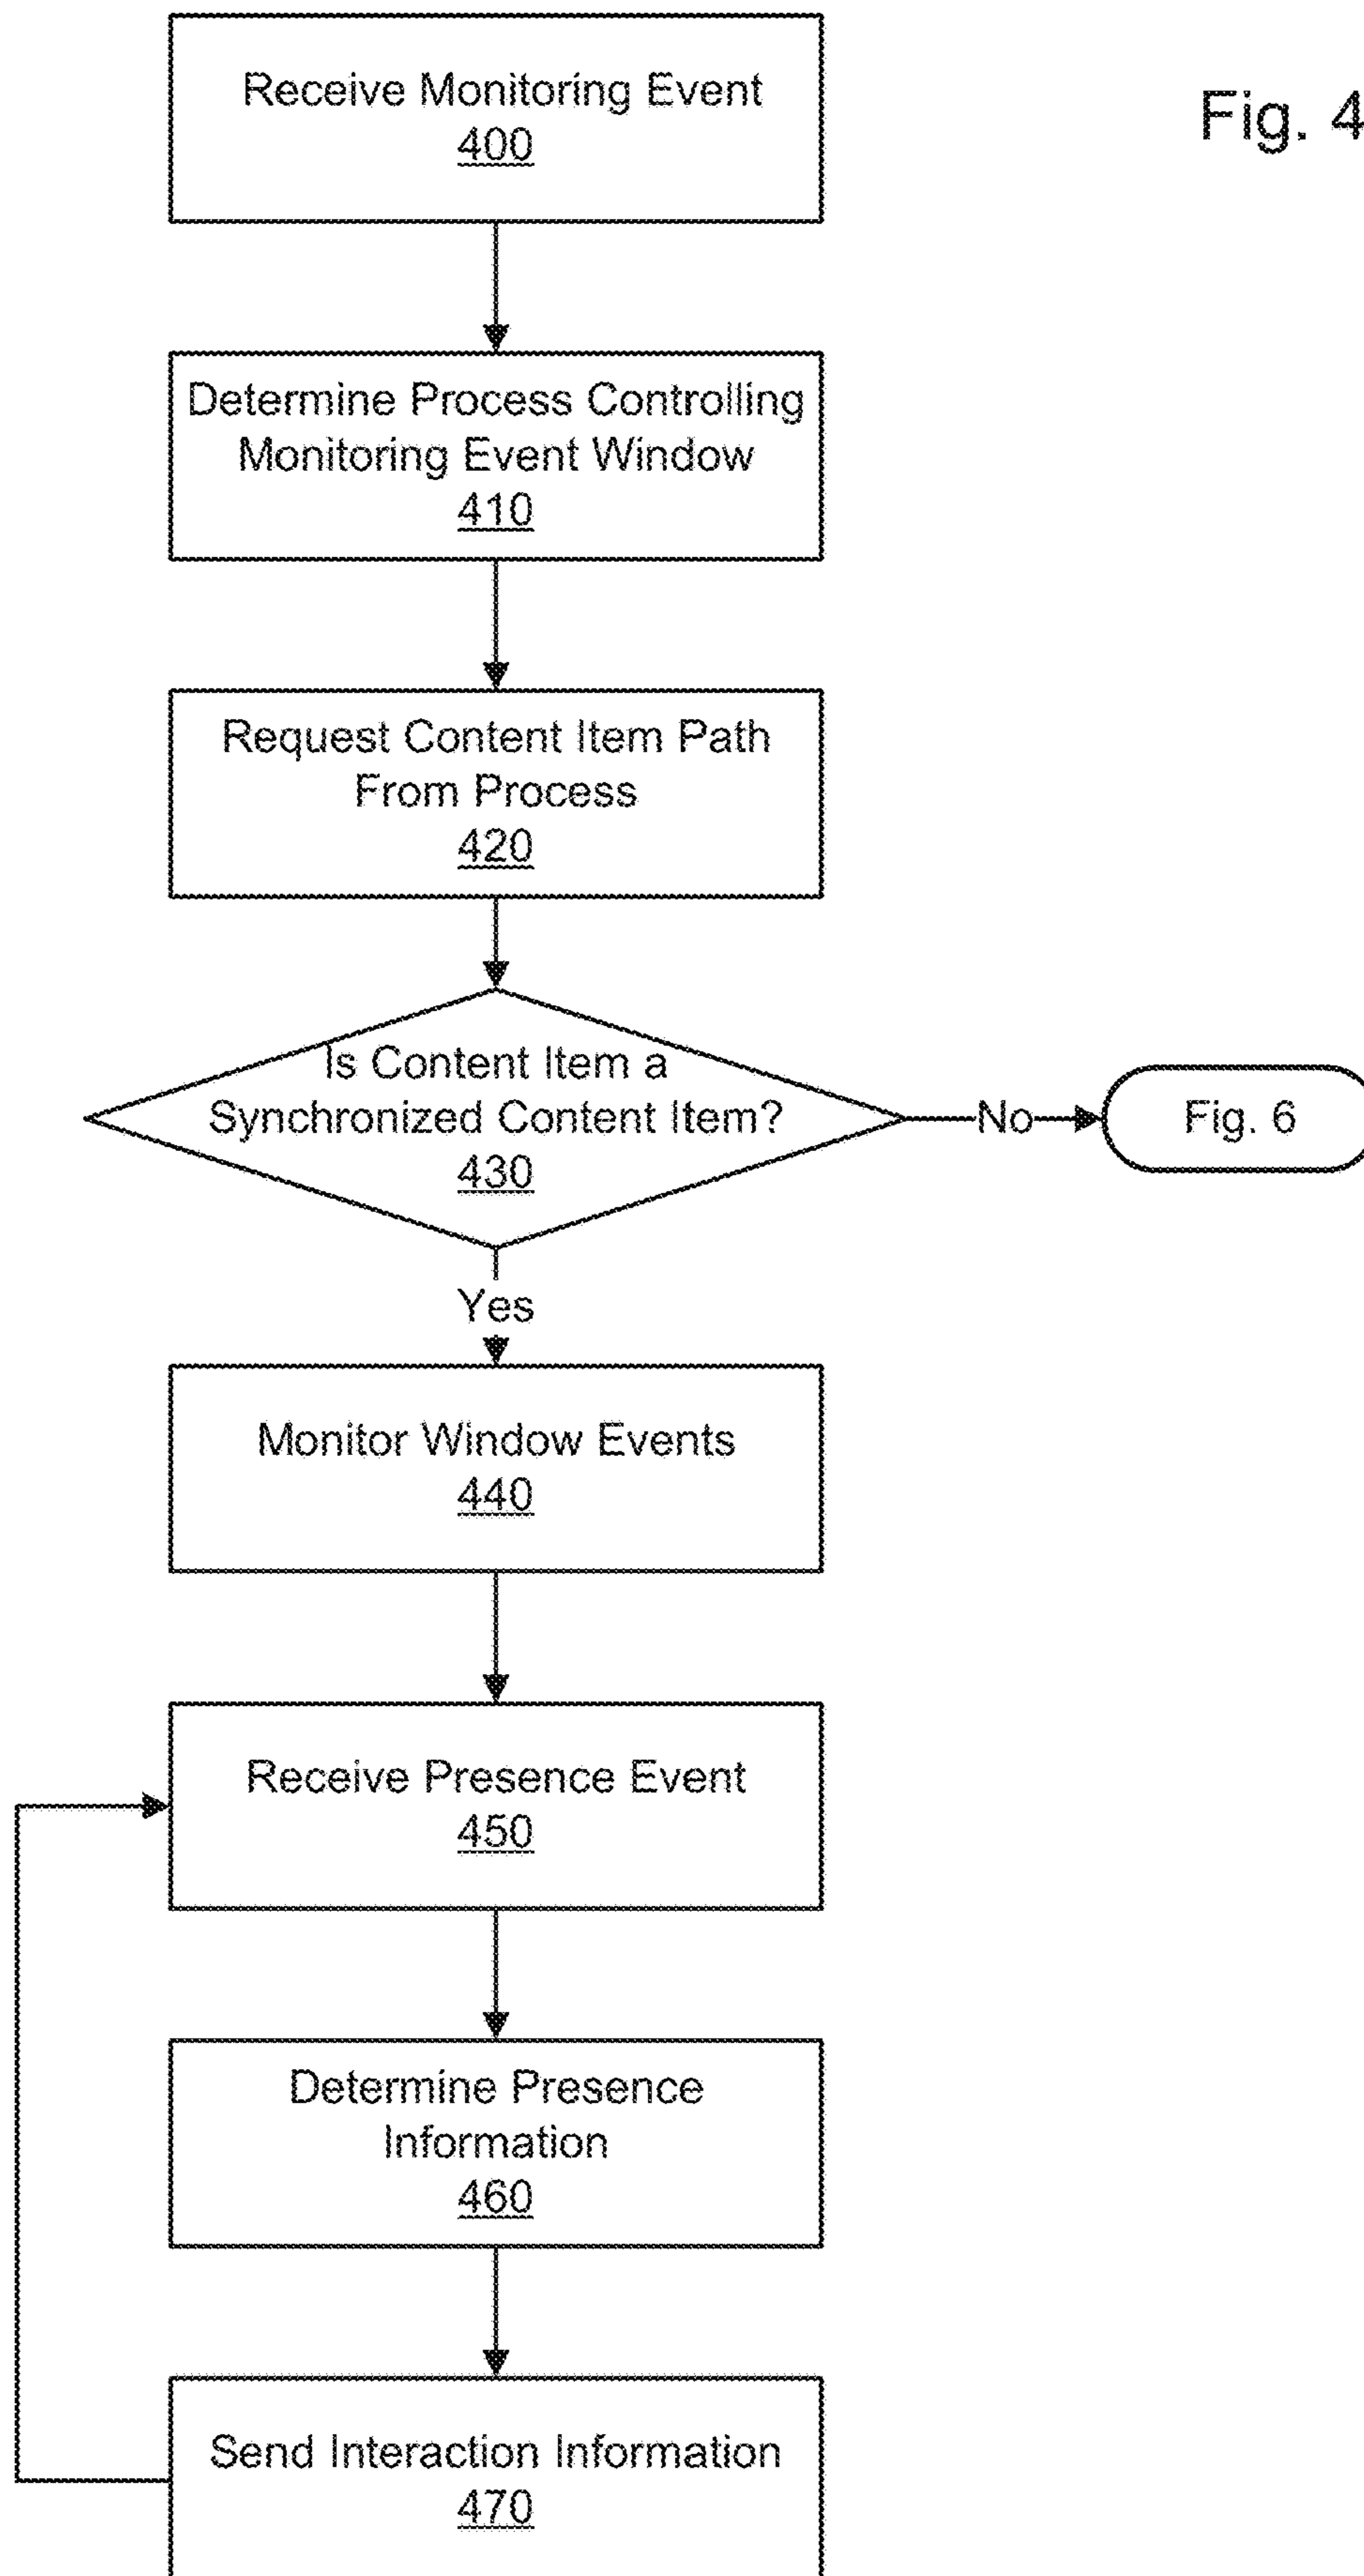 Receive Monitoring Event
400
Fig. 4
Determine Process Controlling
Monitoring Event Window
410
Request Content Item Path
From Process
420
Is Content Item a
Synchronized Content Item?
430
No
Fig. 6
Yes
Monitor Window Events
440
Receive Presence Event
450
Determine Presence
Information
460
Send Interaction Information
470